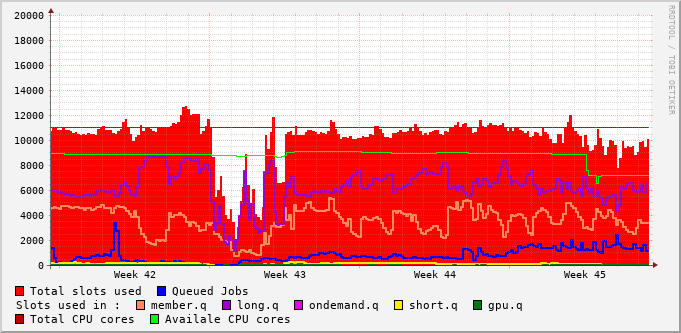 20000
18000
16000
14000
12000
10000
8000
6000
4000
2000
0
Week 42 Week 43 Week 44 Week 45
Total slots used Queued Jobs
Slots used in : member.q long.q ondemand.q short.q gpu.q
Total CPU cores Availale CPU cores
RRDTOOL / TOBI OETIKER